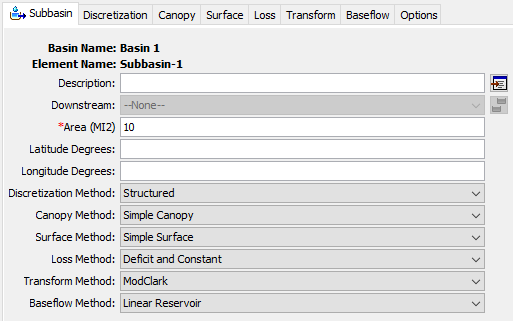 Subbasin Discretization Canopy Surface Loss Transform Baseflow Options
Basin Name: Basin 1
Element Name: Subbasin-1
Description:
Downstream: --None--
*Area (MI2) 10
Latitude Degrees:
Longitude Degrees:
Discretization Method: Structured
Canopy Method: Simple Canopy
Surface Method: Simple Surface
Loss Method: Deficit and Constant
Transform Method: ModClark
Baseflow Method: Linear Reservoir